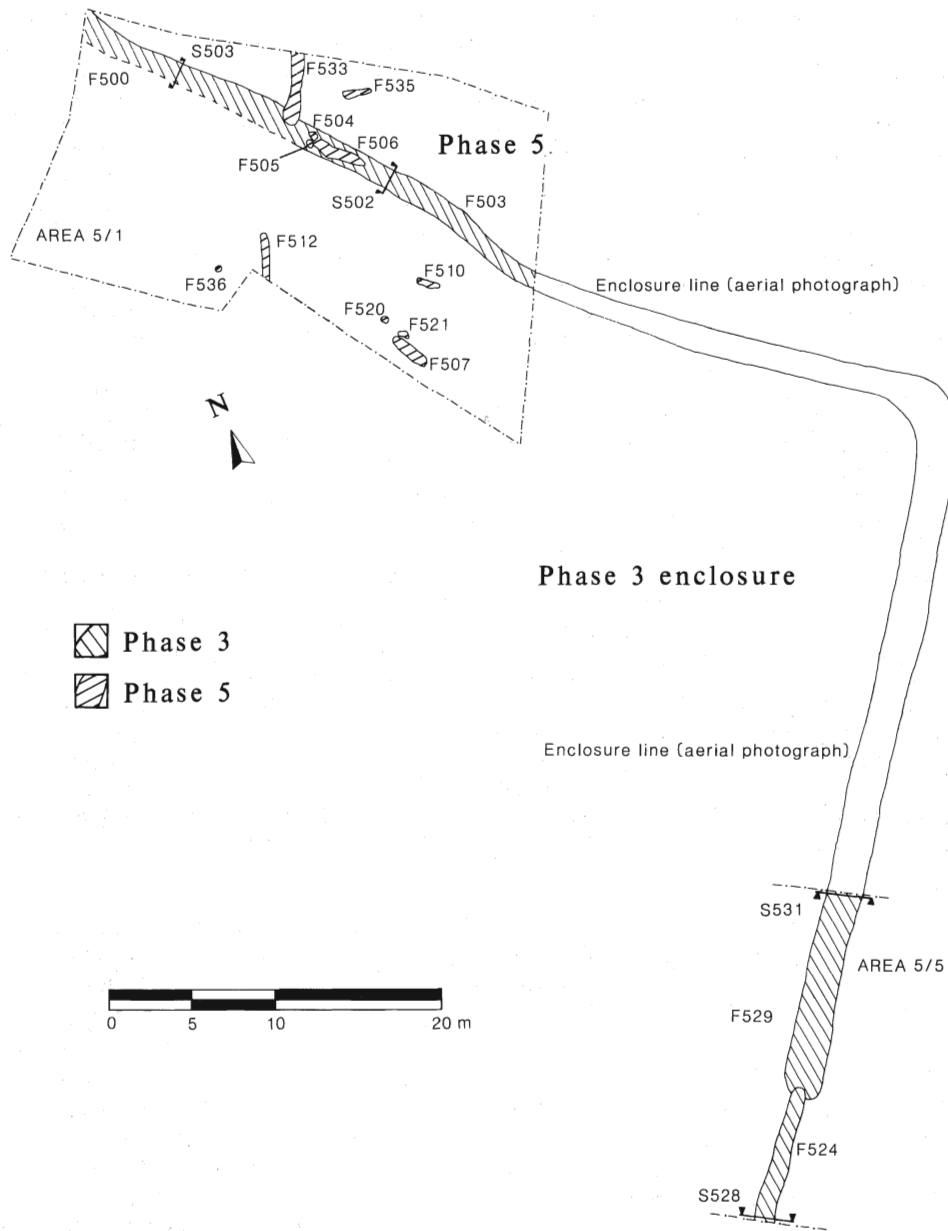 S503
F533
F500
F535
F504
F506
Phase 5
F505
S502
F503
AREA 5/1
F512
F536
F510
Enclosure line (aerial photograph)
F520
F521
F507
N
Phase 3 enclosure
Phase 3
Phase 5
Enclosure line (aerial photograph)
S531
AREA 5/5
F529
0 5 10 20 m
F524
S528